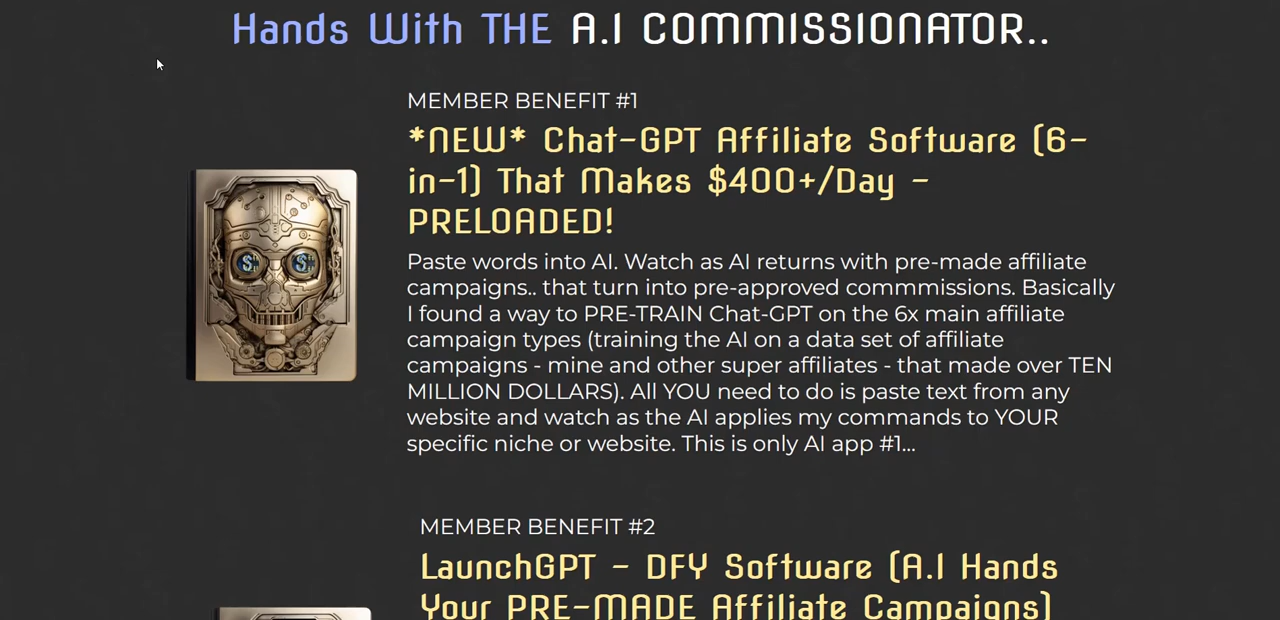 Hands With THE A.I COMMISSIONATOR..
MEMBER BENEFIT #1
*NEW* Chat-GPT Affiliate Software (6-
in-1) That Makes $400+/Day -
PRELOADED!
Paste words into AI. Watch as AI returns with pre-made affiliate
campaigns.. that turn into pre-approved commmissions. Basically
I found a way to PRE-TRAIN Chat-GPT on the 6x main affiliate
campaign types (training the AI on a data set of affiliate
campaigns - mine and other super affiliates - that made over TEN
MILLION DOLLARS). All YOU need to do is paste text from any
website and watch as the AI applies my commands to YOUR
specific niche or website. This is only AI app #1...
MEMBER BENEFIT #2
LaunchGPT - DFY Software (A.I Hands
Your PRE-MADE Affiliate Campaigns)